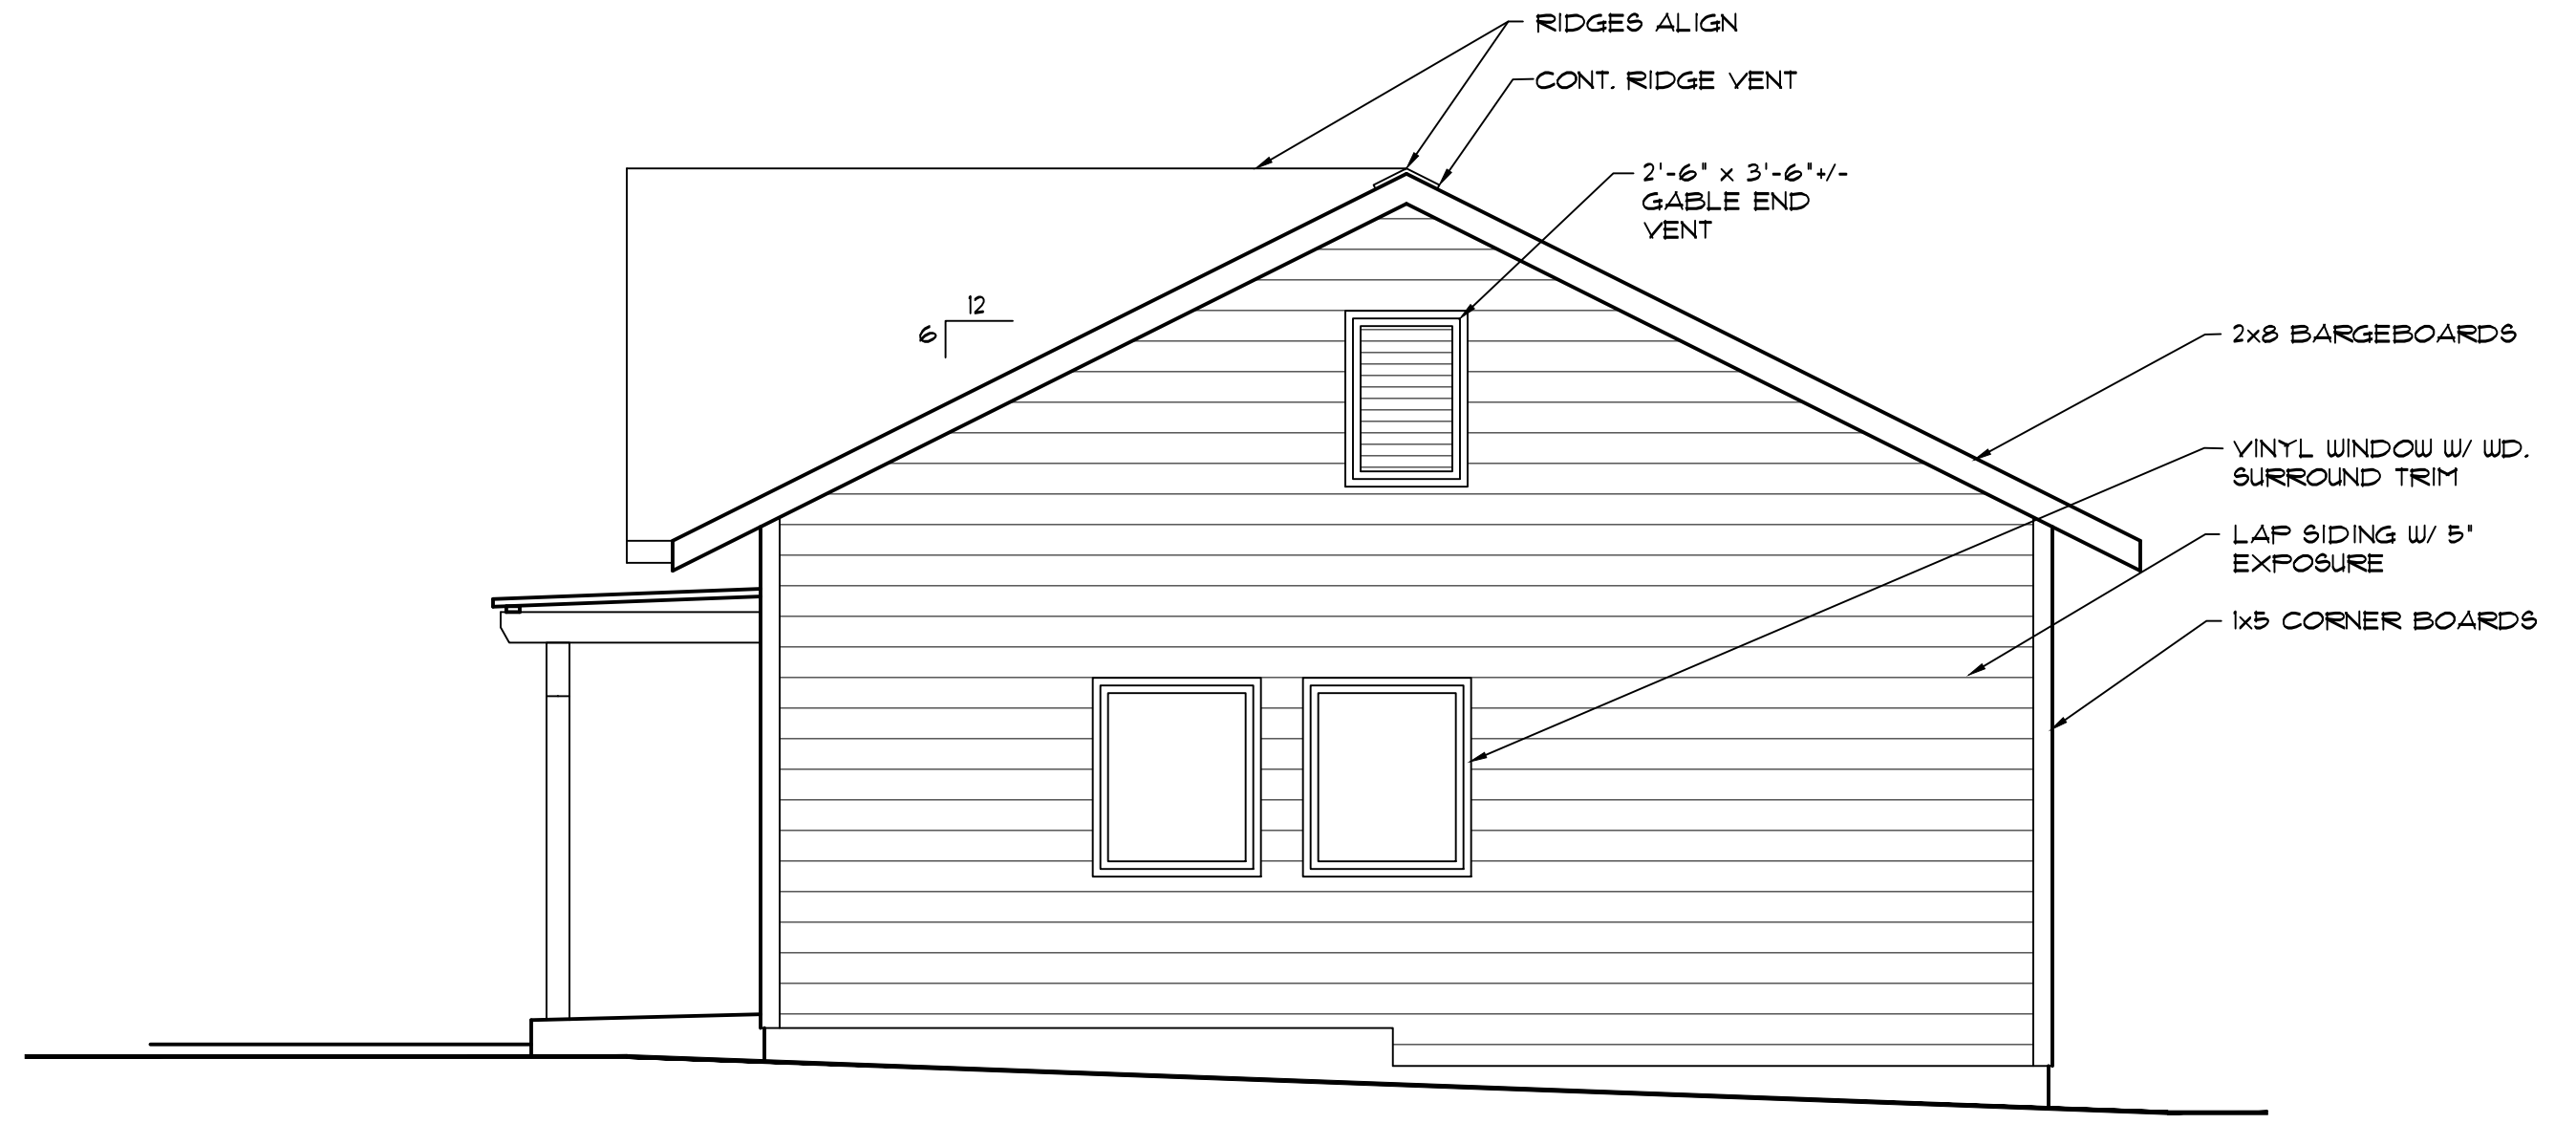 RIDGES ALIGN
CONT. RIDGE VENT
2'-6" x 3'-6"+/-
GABLE END
VENT
12
6
2x8 BARGEBOARDS
VINYL WINDOW W/ WD.
SURROUND TRIM
LAP SIDING W/ 5"
EXPOSURE
1x5 CORNER BOARDS